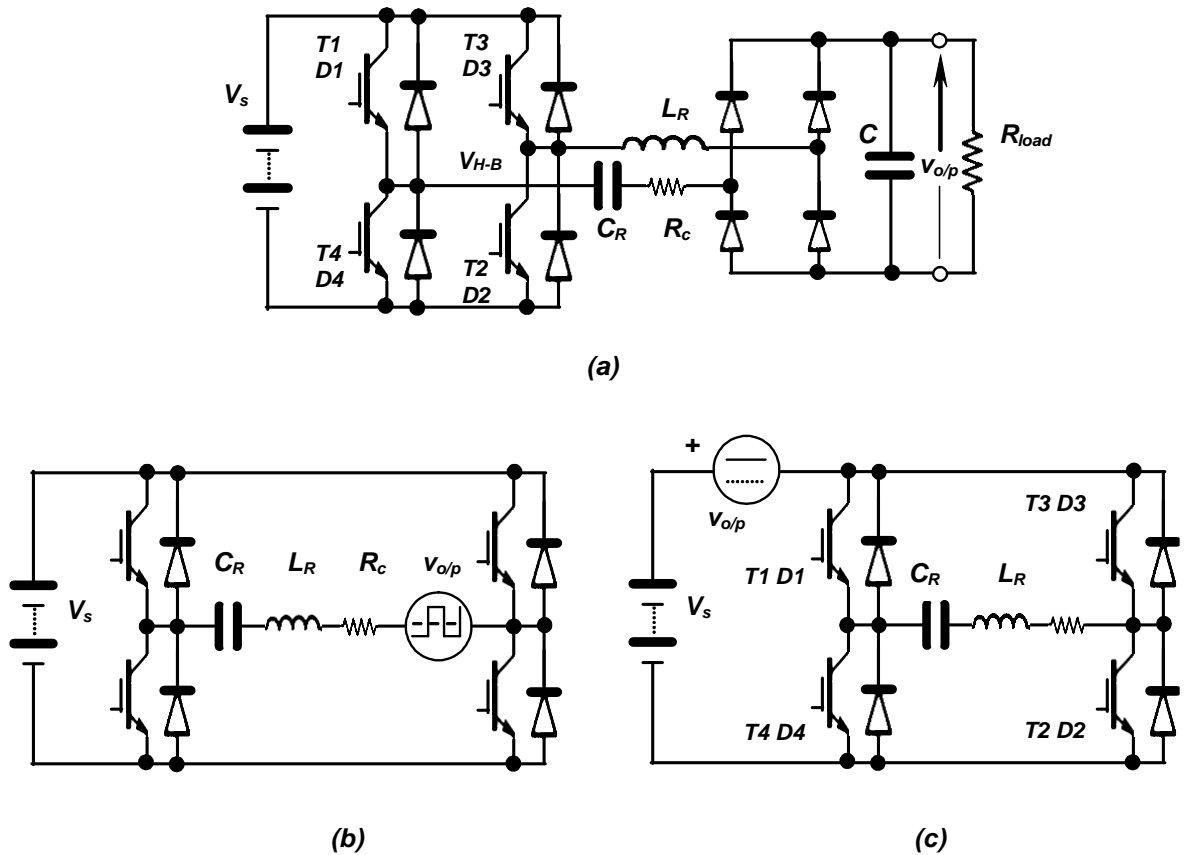 T1
D1
T3
D3
Vs
LR
C
Rload
VH-B
vo/p
CR
Rc
T4
D4
T2
D2
(a)
+
vo/p
CR
LR
Rc
vo/p
Vs
T3 D3
T1 D1
CR
LR
Vs
T4 D4
T2 D2
(b)
(c)